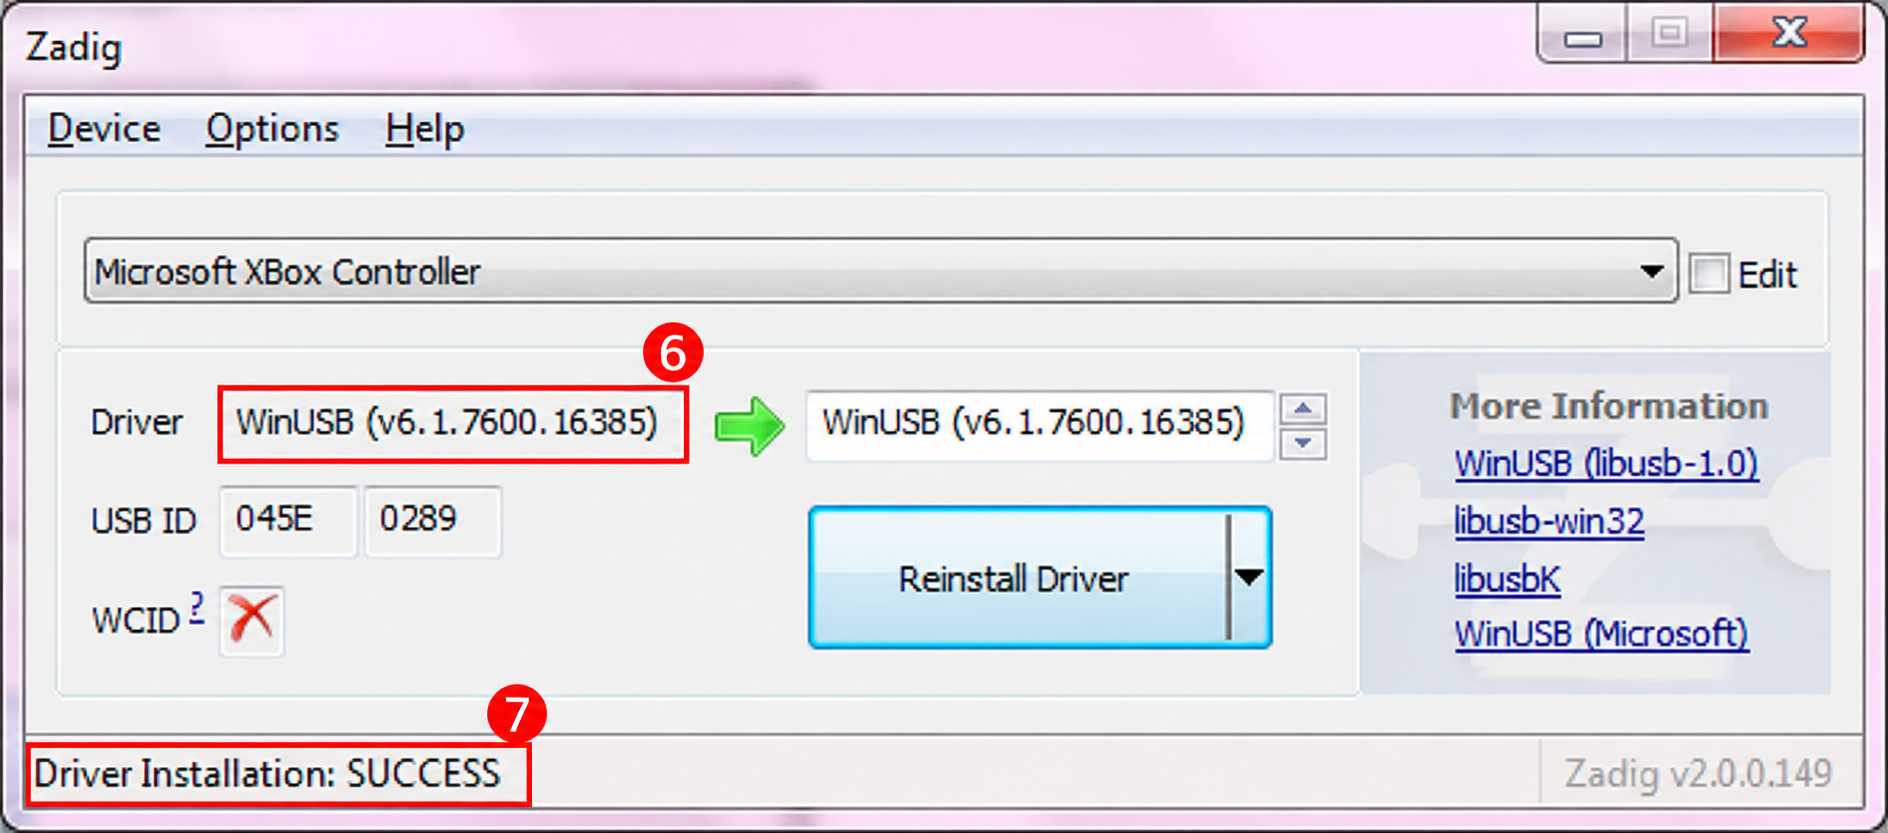 Zadig
Device Options Help
Microsoft XBox Controller
Edit
6
Driver WinUSB (v6.1.7600.16385) WinUSB (v6.1.7600.16385)
USB ID 045E 0289
WCID ?
Reinstall Driver
More Information
WinUSB (libusb-1.0)
libusb-win32
libusbK
WinUSB (Microsoft)
7
Driver Installation: SUCCESS
Zadig v2.0.0.149